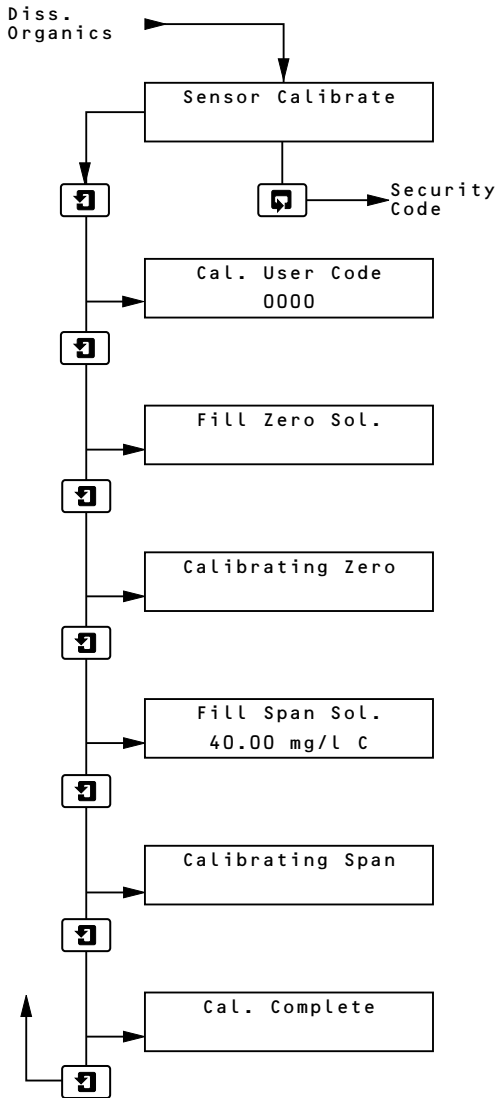 Diss.
Organics
Sensor Calibrate
Security
Code
Cal. User Code
0000
Fill Zero Sol.
Calibrating Zero
Fill Span Sol.
40.00 mg/l C
Calibrating Span
Cal. Complete